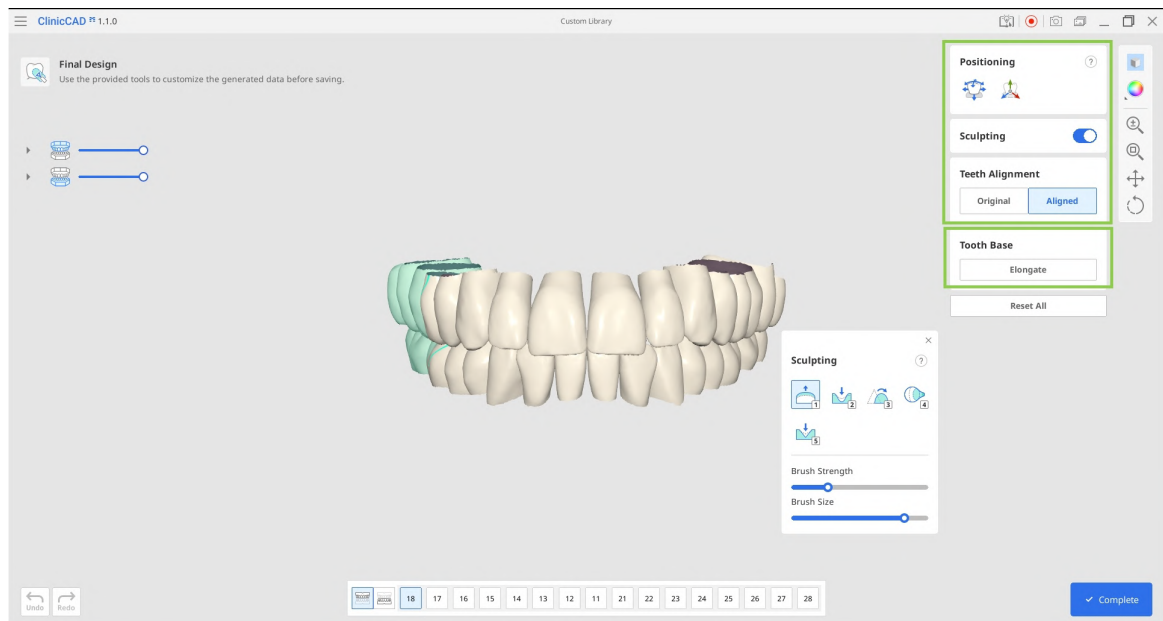 ClinicCAD 1.1.0
Custom Library
Final Design
Use the provided tools to customize the generated data before saving.
Positioning
?
Sculpting
Teeth Alignment
Original Aligned
Tooth Base
Elongate
Reset All
Sculpting
?
1 2 3 4
5
Brush Strength
Brush Size
Undo Redo
18 17 16 15 14 13 12 11 21 22 23 24 25 26 27 28
Complete